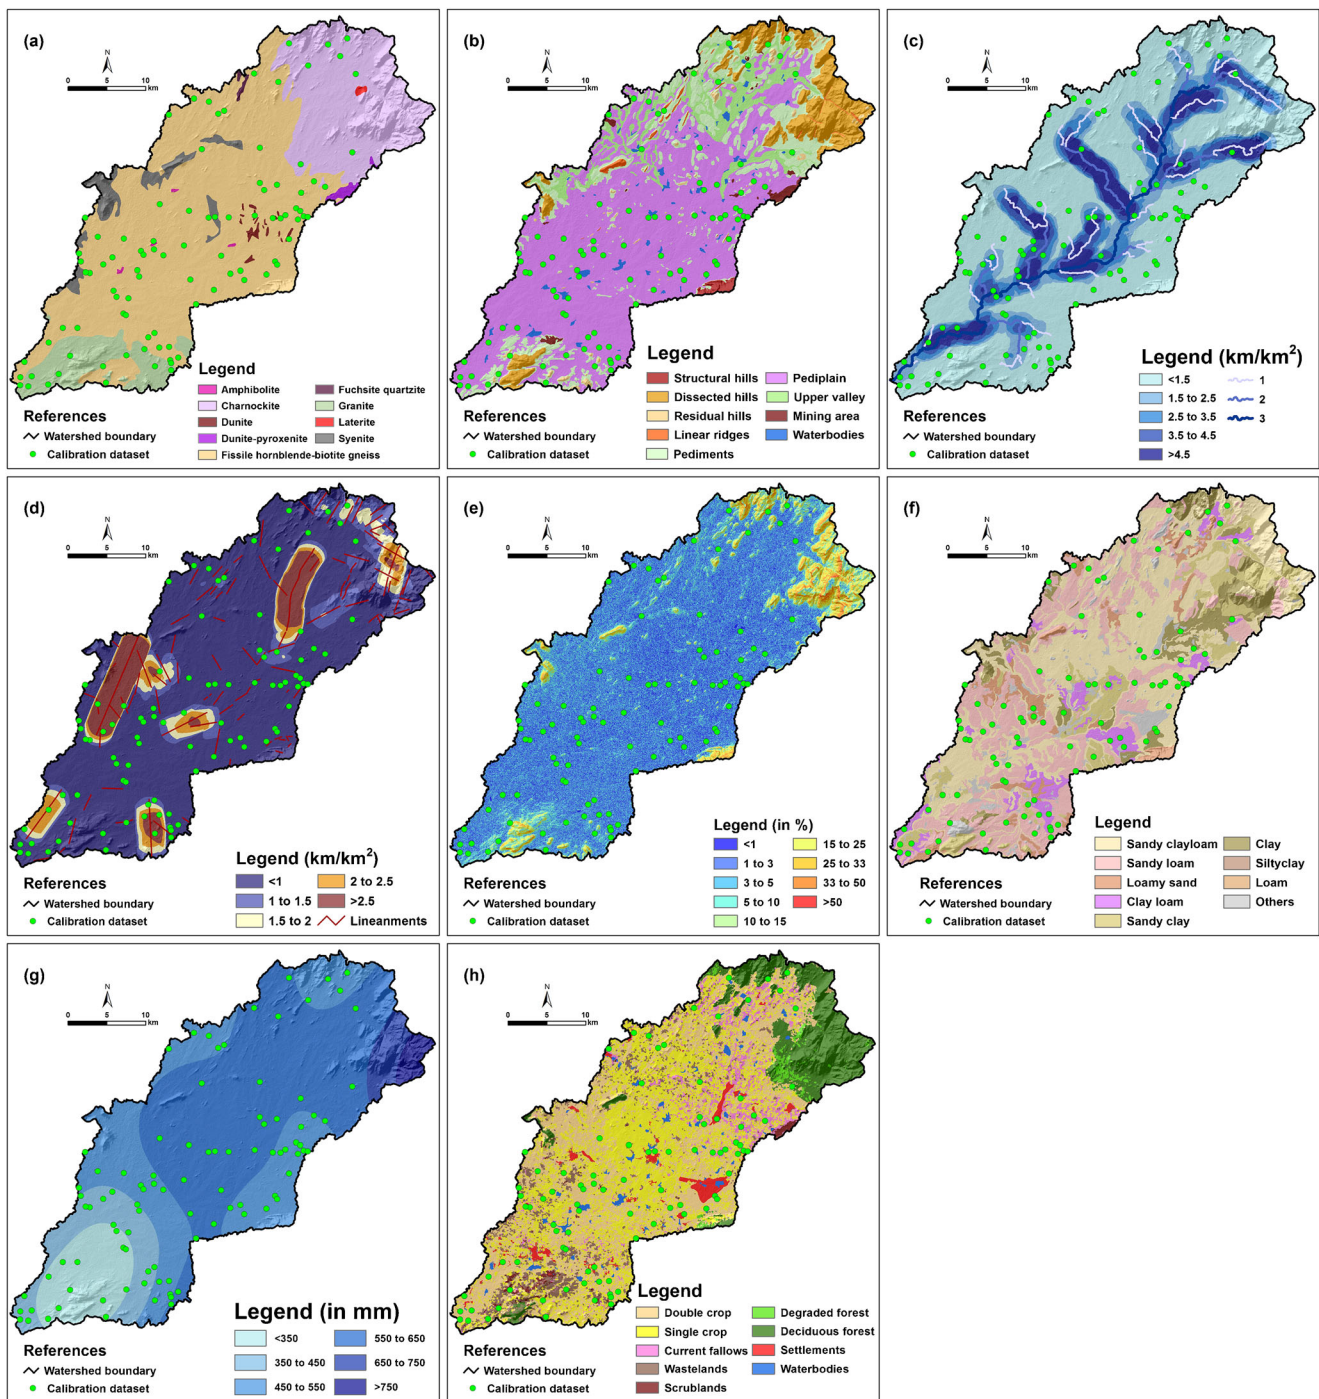 (a)
N
0 5 10
km
Legend
Amphibolite
Charnockite
Dunite
Dunite-pyroxenite
Fissile hornblende-biotite gneiss
Fuchsite quartzite
Granite
Laterite
Syenite
References
Watershed boundary
Calibration dataset
(b)
N
0 5 10
km
Legend
Structural hills
Dissected hills
Residual hills
Linear ridges
Pediments
Pediplain
Upper valley
Mining area
Waterbodies
References
Watershed boundary
Calibration dataset
(c)
N
0 5 10
km
Legend (km/km²)
<1.5
1.5 to 2.5
2.5 to 3.5
3.5 to 4.5
>4.5
1
2
3
References
Watershed boundary
Calibration dataset
(d)
N
0 5 10
km
Legend (km/km²)
<1
1 to 1.5
1.5 to 2
2 to 2.5
>2.5
Lineanments
References
Watershed boundary
Calibration dataset
(e)
N
0 5 10
km
Legend (in %)
<1
1 to 3
3 to 5
5 to 10
10 to 15
15 to 25
25 to 33
33 to 50
>50
References
Watershed boundary
Calibration dataset
(f)
N
0 5 10
km
Legend
Sandy clayloam
Sandy loam
Loamy sand
Clay loam
Sandy clay
Clay
Siltyclay
Loam
Others
References
Watershed boundary
Calibration dataset
(g)
N
0 5 10
km
Legend (in mm)
<350
350 to 450
450 to 550
550 to 650
650 to 750
>750
References
Watershed boundary
Calibration dataset
(h)
N
0 5 10
km
Legend
Double crop
Single crop
Current fallows
Wastelands
Scrublands
Degraded forest
Deciduous forest
Settlements
Waterbodies
References
Watershed boundary
Calibration dataset